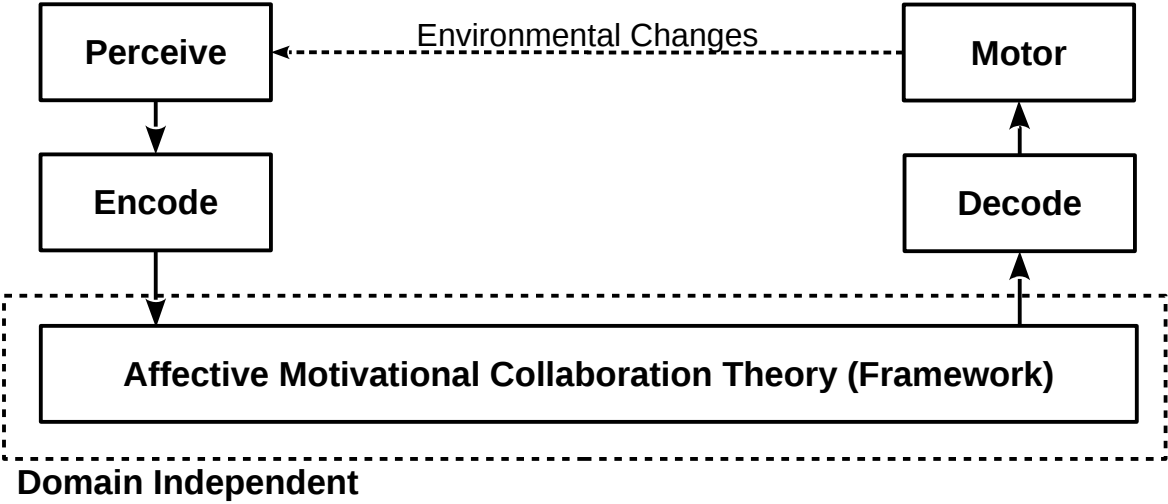 Perceive
Environmental Changes
Motor
Encode
Decode
Affective Motivational Collaboration Theory (Framework)
Domain Independent